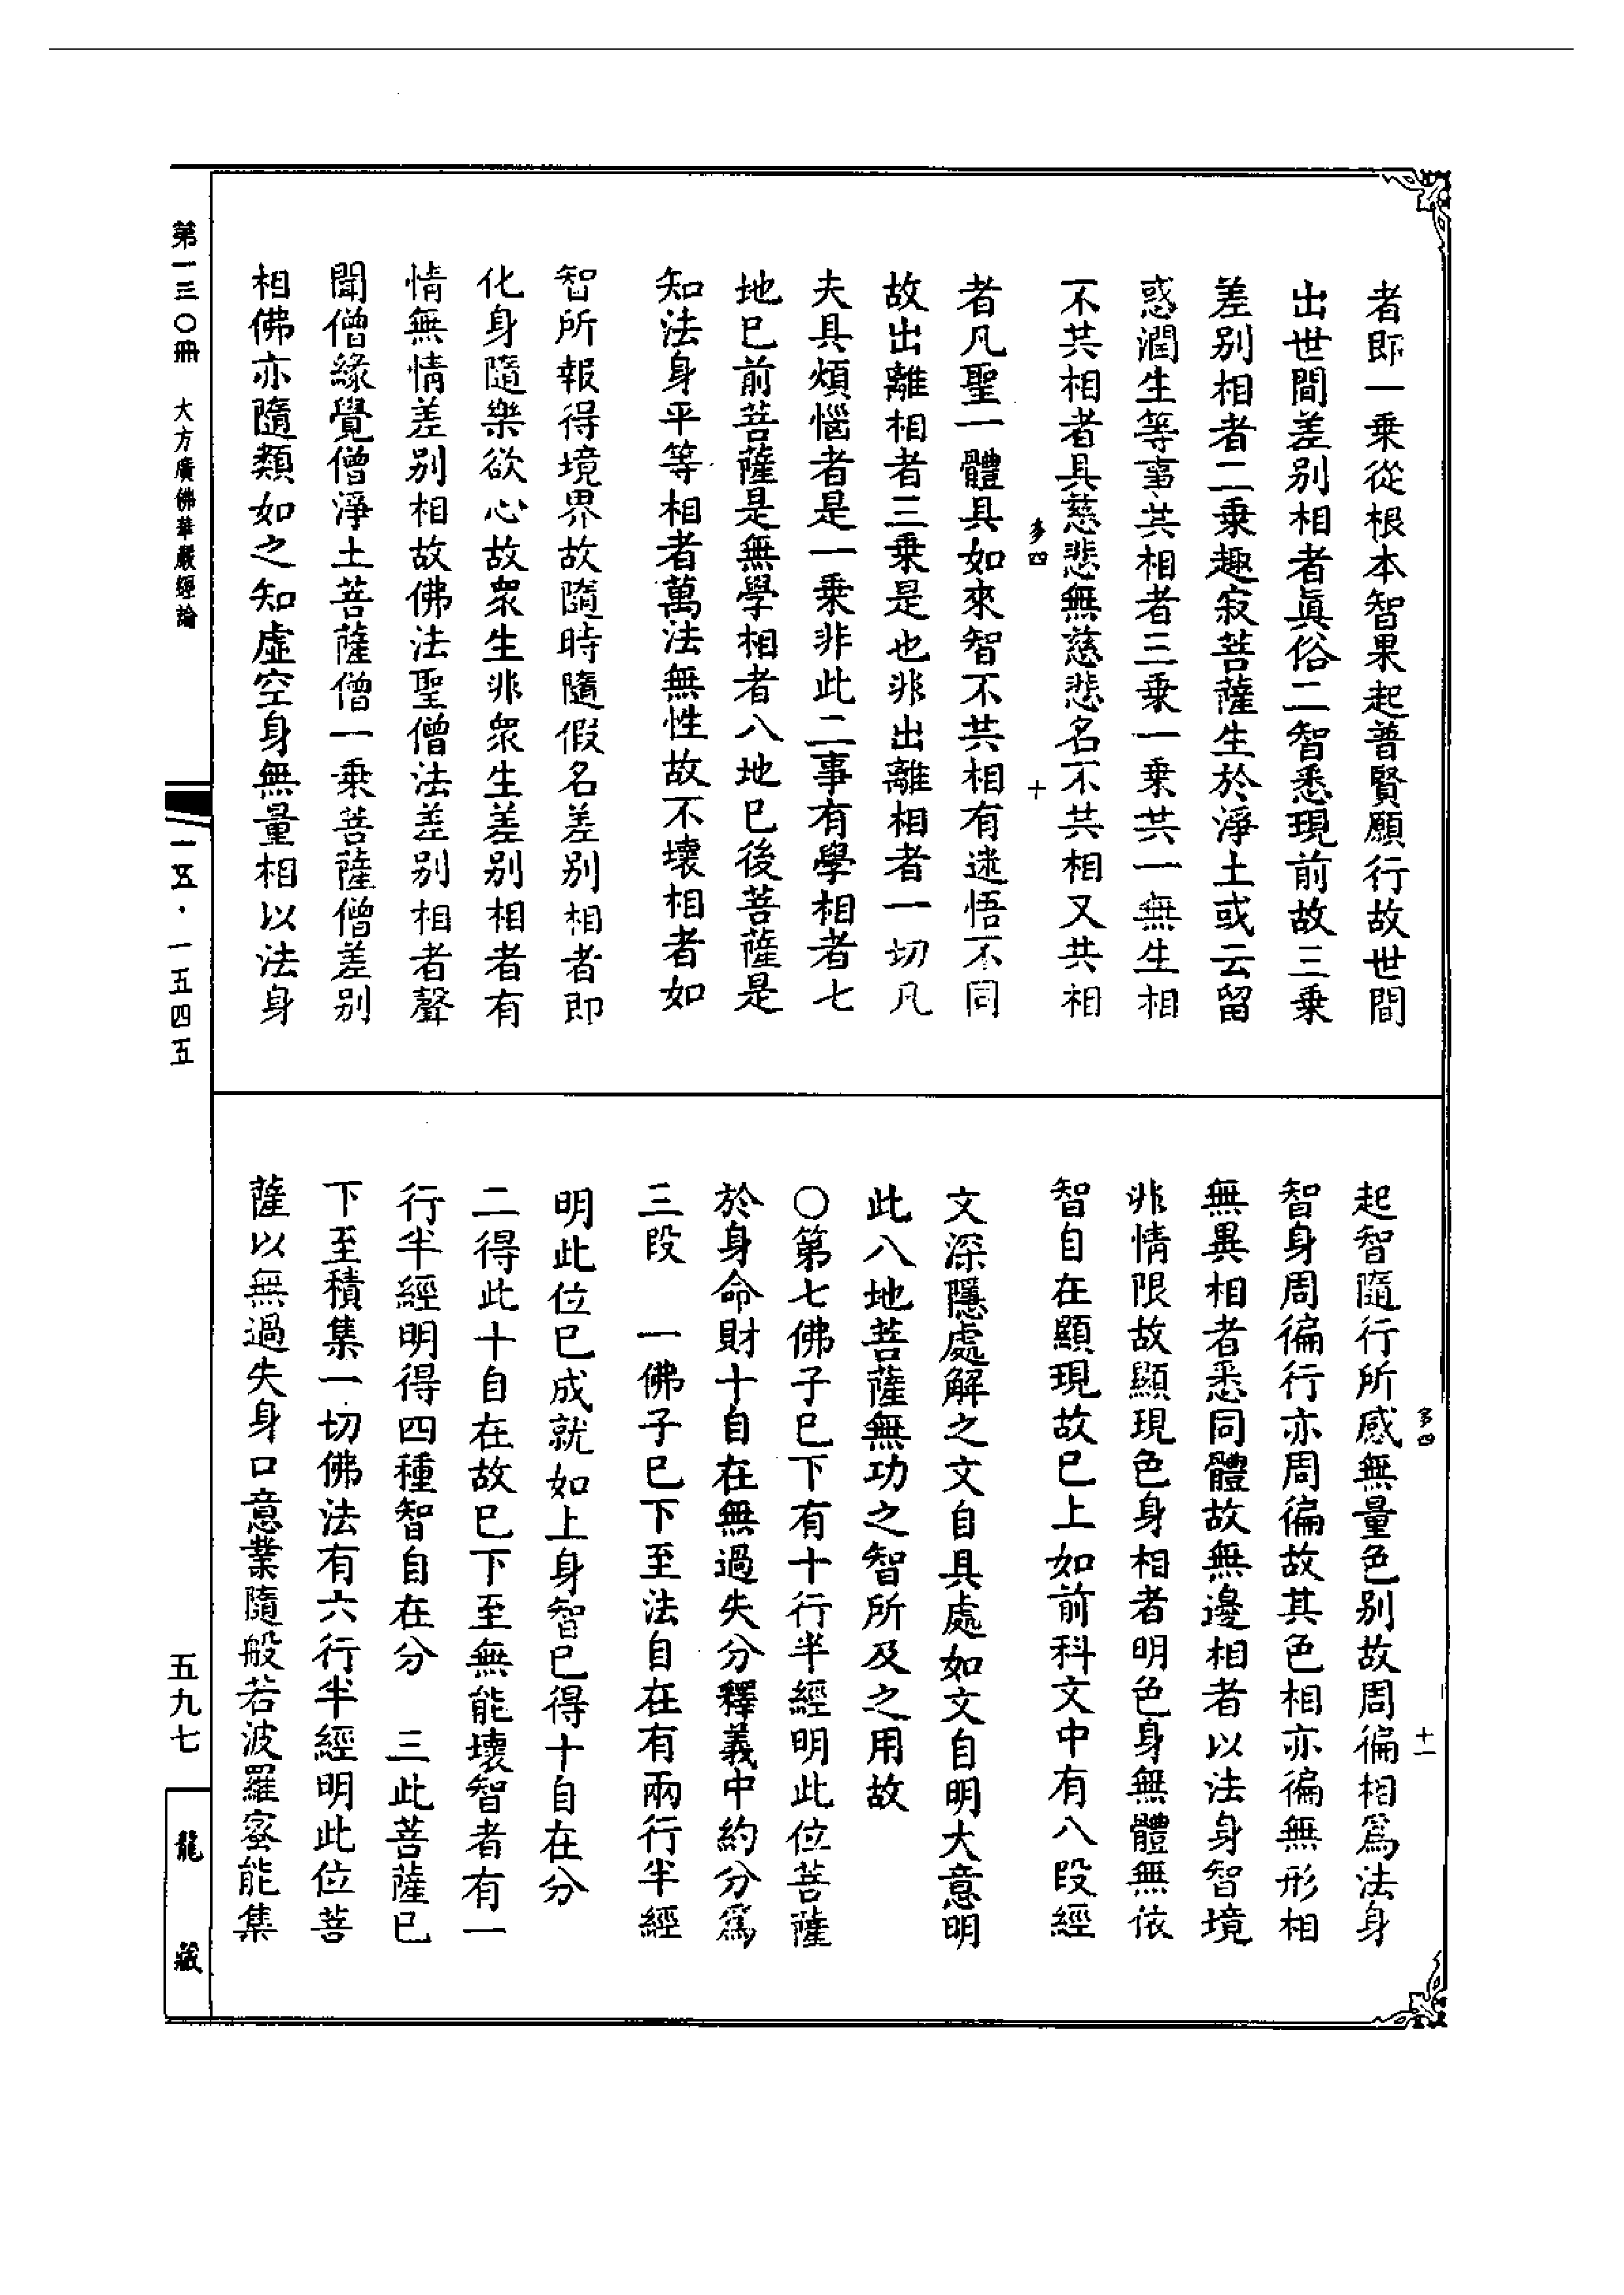 者即一乗從根本智果起普賢願行故世間
出世間差别相者眞俗二智悉現前故三乗
差别相者二乗趣寂菩薩生於淨土或云留
惑潤生等事共相者三乗一乗共一無生相
不共相者具慈悲無慈悲名不共相又共相
多四
十
者凡聖一體具如來智不共相有迷悟不同
故出離相者三乗是也非出離相者一切凡
夫具煩惱者是一乗非此二事有學相者七
地已前菩薩是無學相者八地已後菩薩是
知法身平等相者萬法無性故不壞相者如
智所報得境界故隨時隨假名差别相者即
化身隨樂欲心故衆生非衆生差别相者有
情無情差别相故佛法聖僧法差别相者聲
聞僧緣覺僧淨土菩薩僧一乗菩薩僧差别
相佛亦隨類如之知虛空身無量相以法身
多四
十一
起智隨行所感無量色别故周徧相爲法身
智身周徧行亦周徧故其色相亦徧無形相
無異相者悉同體故無邊相者以法身智境
非情限故顯現色身相者明色身無體無依
智自在顯現故已上如前科文中有八段經
文深隱處解之文自具處如文自明大意明
此八地菩薩無功之智所及之用故
○第七佛子已下有十行半經明此位菩薩
於身命財十自在無過失分釋義中約分爲
三段　一佛子已下至法自在有兩行半經
明此位已成就如上身智已得十自在分
二得此十自在故已下至無能壞智者有一
行半經明得四種智自在分　三此菩薩已
下至積集一切佛法有六行半經明此位菩
薩以無過失身口意業隨般若波羅蜜能集
第一三〇冊　大方廣佛華嚴經論
一五·一五四五
五九七
龍藏